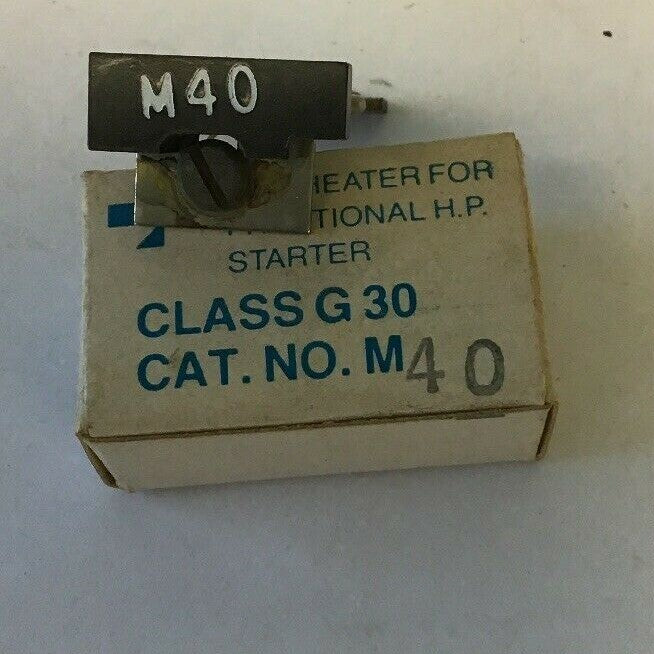 M40
HEATER FOR
TIONAL H.P.
STARTER
CLASS G 30
CAT. NO. M40